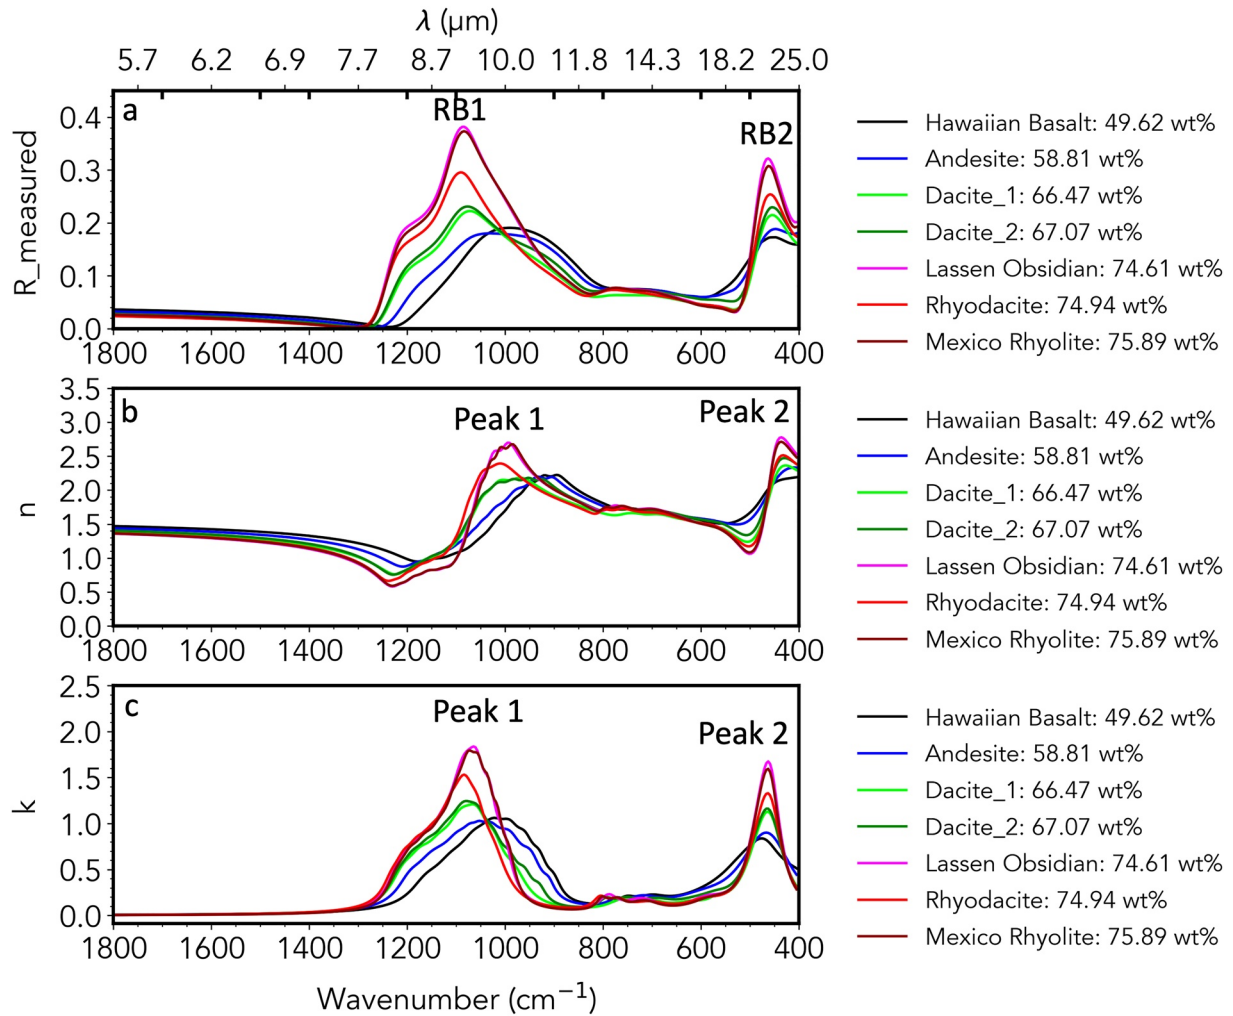 λ (μm)
5.7 6.2 6.9 7.7 8.7 10.0 11.8 14.3 18.2 25.0
a
RB1
RB2
R_measured
0.4
0.3
0.2
0.1
0.0
1800 1600 1400 1200 1000 800 600 400
Hawaiian Basalt: 49.62 wt%
Andesite: 58.81 wt%
Dacite_1: 66.47 wt%
Dacite_2: 67.07 wt%
Lassen Obsidian: 74.61 wt%
Rhyodacite: 74.94 wt%
Mexico Rhyolite: 75.89 wt%
b
Peak 1
Peak 2
n
3.5
3.0
2.5
2.0
1.5
1.0
0.5
0.0
1800 1600 1400 1200 1000 800 600 400
Hawaiian Basalt: 49.62 wt%
Andesite: 58.81 wt%
Dacite_1: 66.47 wt%
Dacite_2: 67.07 wt%
Lassen Obsidian: 74.61 wt%
Rhyodacite: 74.94 wt%
Mexico Rhyolite: 75.89 wt%
c
Peak 1
Peak 2
k
2.5
2.0
1.5
1.0
0.5
0.0
1800 1600 1400 1200 1000 800 600 400
Hawaiian Basalt: 49.62 wt%
Andesite: 58.81 wt%
Dacite_1: 66.47 wt%
Dacite_2: 67.07 wt%
Lassen Obsidian: 74.61 wt%
Rhyodacite: 74.94 wt%
Mexico Rhyolite: 75.89 wt%
Wavenumber (cm⁻¹)